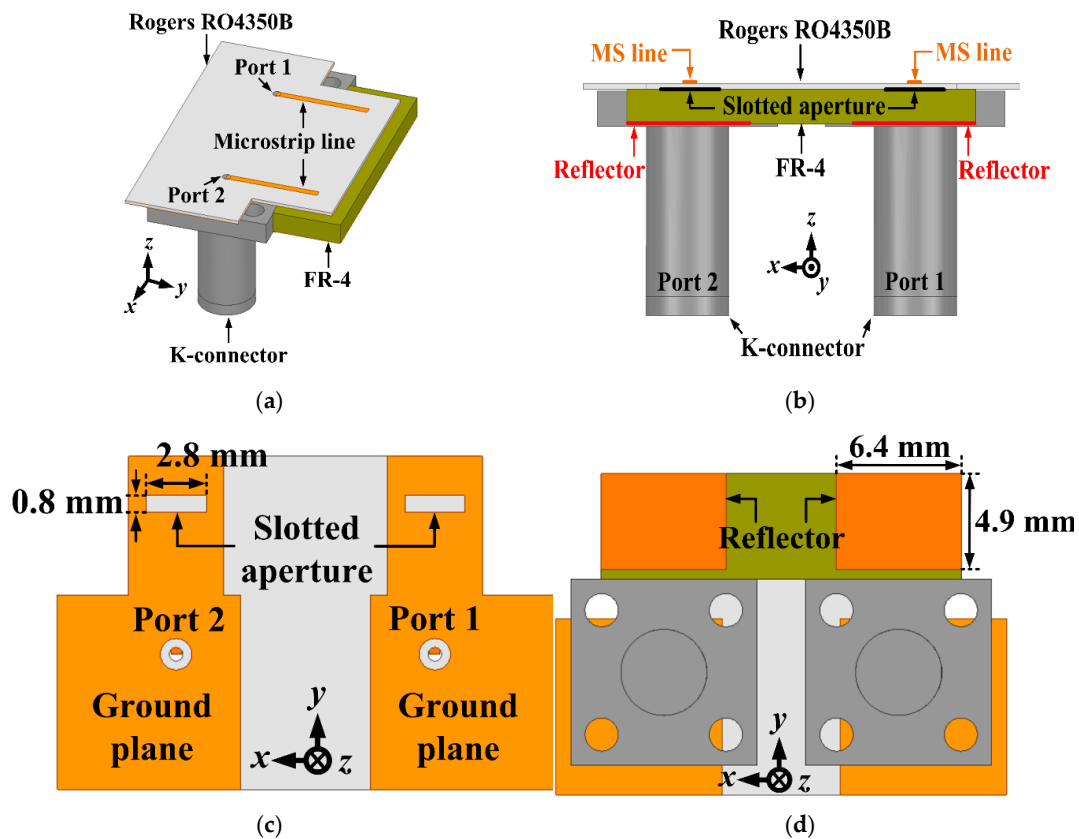 Rogers RO4350B
Port 1
Microstrip line
Port 2
FR-4
z
y
x
K-connector
(a)
Rogers RO4350B
MS line
MS line
Slotted aperture
Reflector
FR-4
Reflector
z
x
y
Port 2
Port 1
K-connector
(b)
2.8 mm
0.8 mm
Slotted
aperture
Port 2
Port 1
Ground
plane
Ground
plane
y
x
z
(c)
6.4 mm
4.9 mm
Reflector
y
x
z
(d)